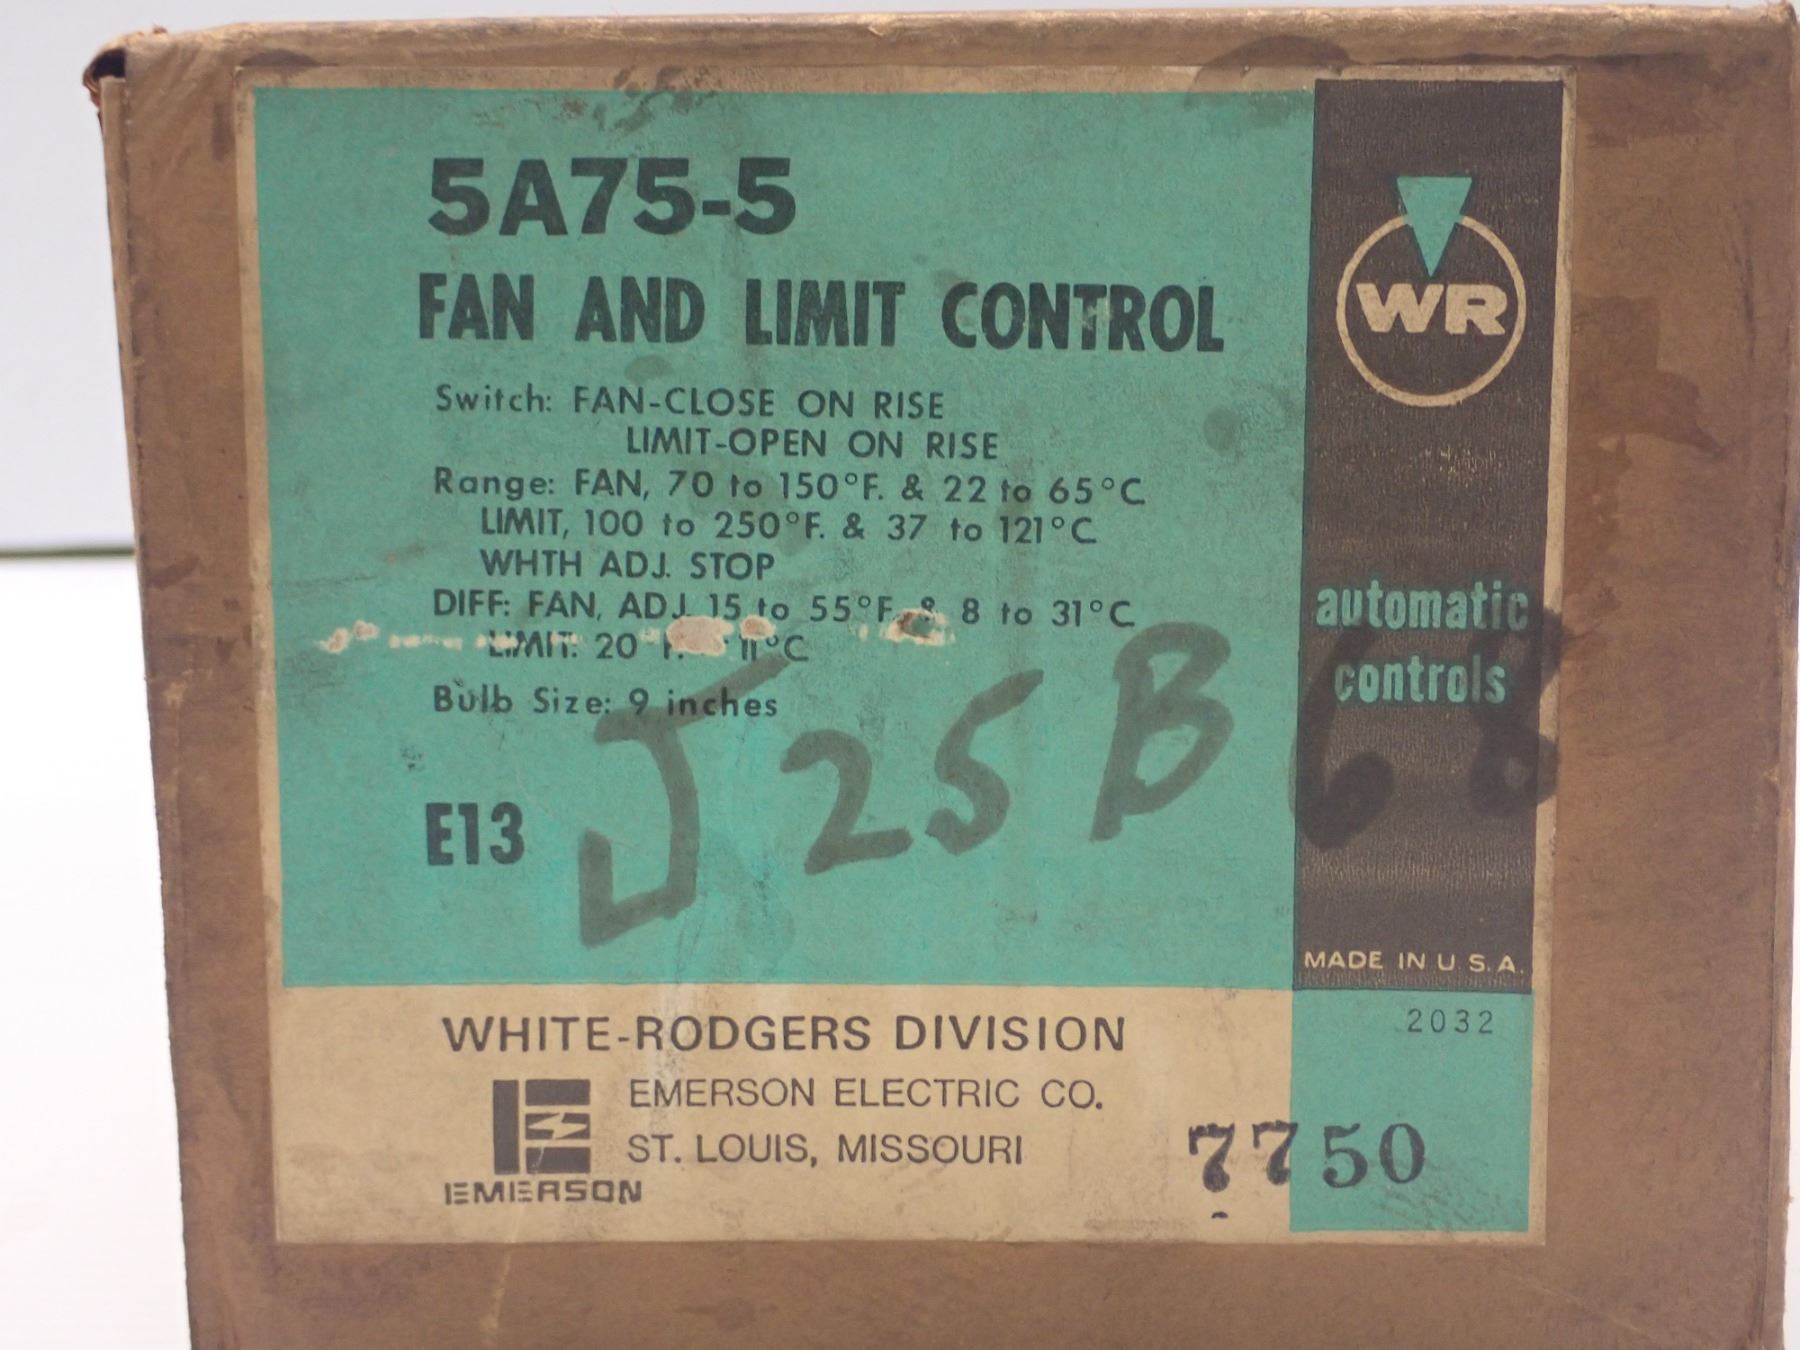 5A75-5
FAN AND LIMIT CONTROL
Switch: FAN-CLOSE ON RISE
LIMIT-OPEN ON RISE
Range: FAN, 70 to 150°F. & 22 to 65°C
LIMIT, 100 to 250°F. & 37 to 121°C
WHTH ADJ. STOP
DIFF: FAN, ADJ. 15 to 55°F. & 8 to 31°C
LIMIT: 20 F. 11°C
Bulb Size: 9 inches
E13
J25B 68
WR
automatic
controls
MADE IN U.S.A.
2032
WHITE-RODGERS DIVISION
EMERSON ELECTRIC CO.
ST. LOUIS, MISSOURI
EMERSON
7750